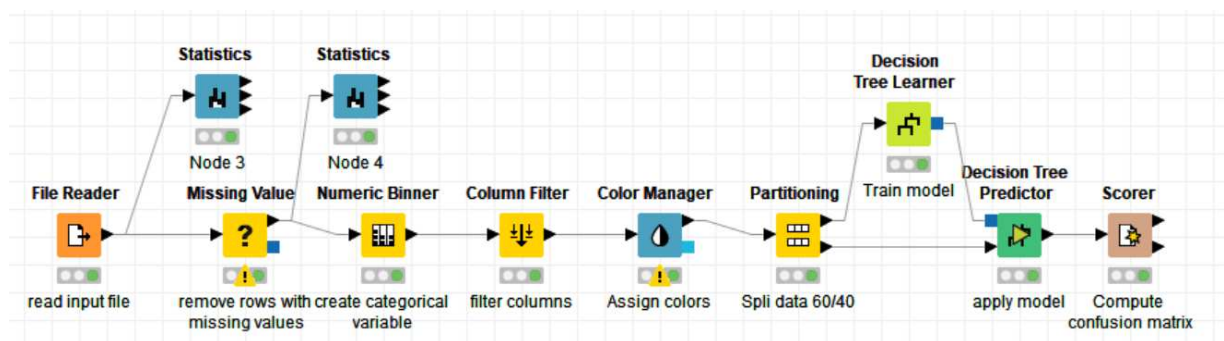 Statistics
Statistics
Decision
Tree Learner
Node 3
Node 4
Train model
File Reader
Missing Value
Numeric Binner
Column Filter
Color Manager
Partitioning
Decision Tree
Predictor
Scorer
?
read input file
remove rows with
missing values
create categorical
variable
filter columns
Assign colors
Spli data 60/40
apply model
Compute
confusion matrix